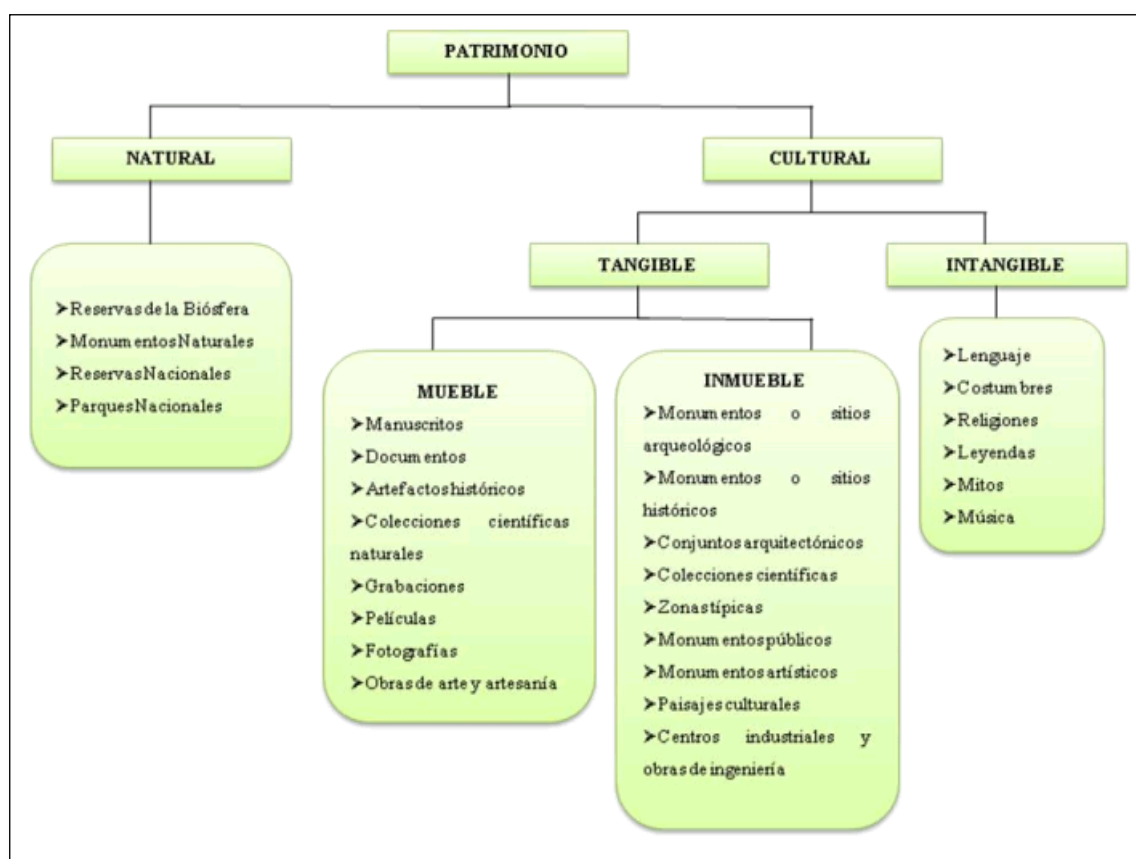 PATRIMONIO
NATURAL
CULTURAL
TANGIBLE
INTANGIBLE
➤Reservas de la Biósfera
➤Monumentos Naturales
➤Reservas Nacionales
➤Parques Nacionales
MUEBLE
➤Manuscritos
➤Documentos
➤Artefactos históricos
➤Colecciones científicas
naturales
➤Grabaciones
➤Películas
➤Fotografías
➤Obras de arte y artesanía
INMUEBLE
➤Monumentos o sitios
arqueológicos
➤Monumentos o sitios
históricos
➤Conjuntos arquitectónicos
➤Colecciones científicas
➤Zonas típicas
➤Monumentos públicos
➤Monumentos artísticos
➤Paisajes culturales
➤Centros industriales y
obras de ingeniería
➤Lenguaje
➤Costumbres
➤Religiones
➤Leyendas
➤Mitos
➤Música